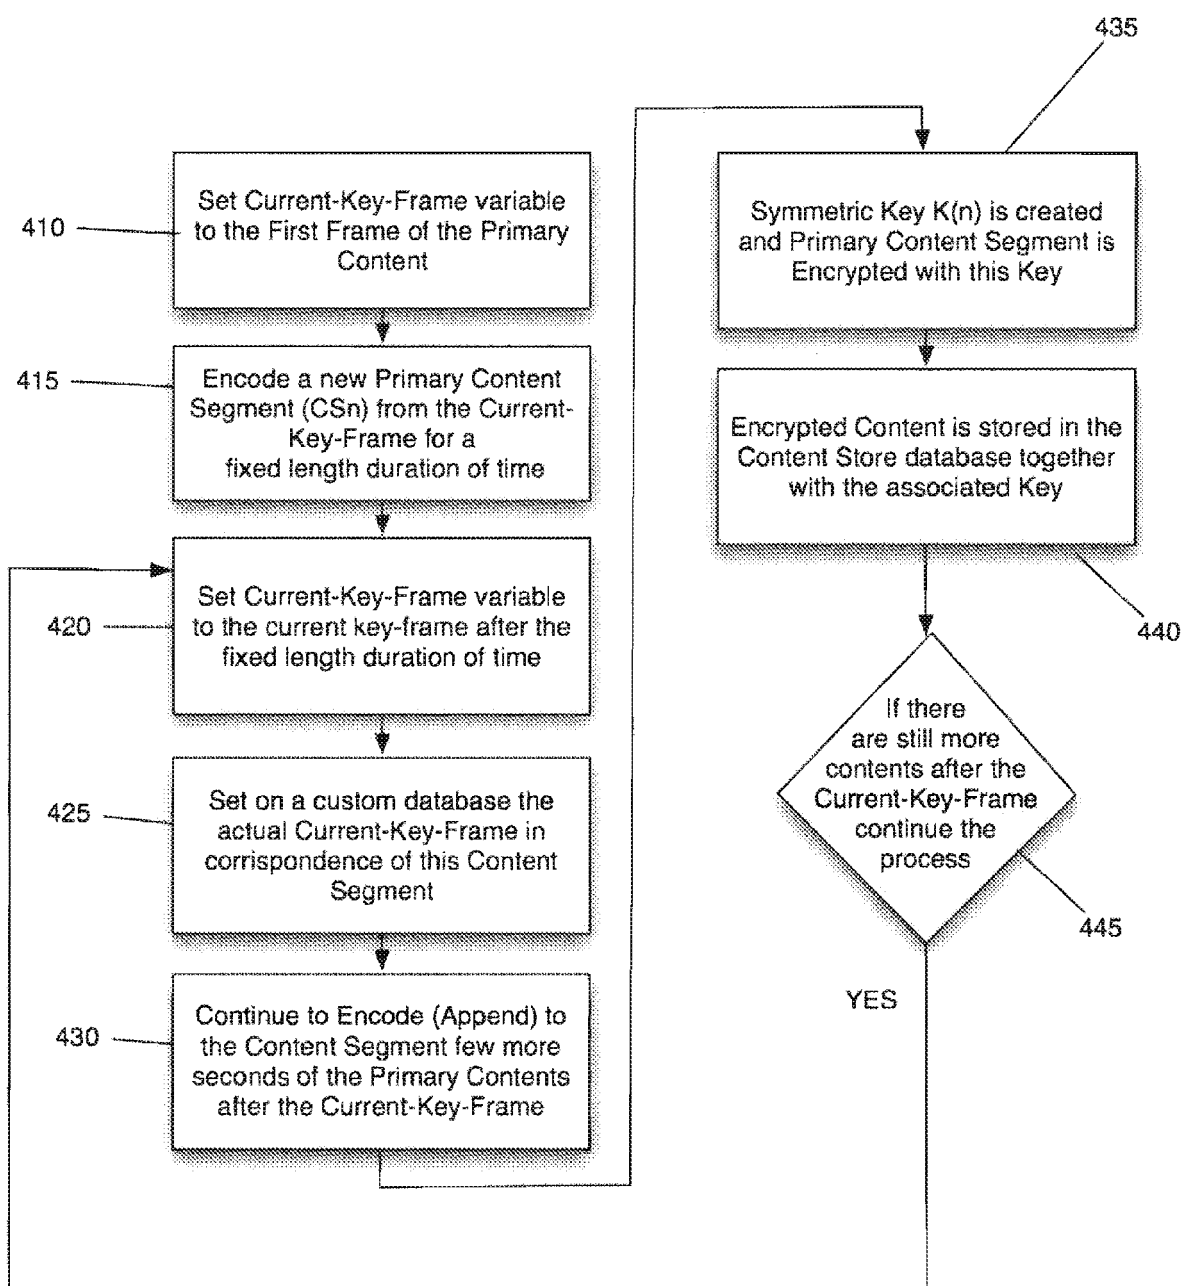 410
Set Current-Key-Frame variable
to the First Frame of the Primary
Content
415
Encode a new Primary Content
Segment (CSn) from the Current-
Key-Frame for a
fixed length duration of time
420
Set Current-Key-Frame variable
to the current key-frame after the
fixed length duration of time
425
Set on a custom database the
actual Current-Key-Frame in
corrispondence of this Content
Segment
430
Continue to Encode (Append) to
the Content Segment few more
seconds of the Primary Contents
after the Current-Key-Frame
435
Symmetric Key K(n) is created
and Primary Content Segment is
Encrypted with this Key
Encrypted Content is stored in the
Content Store database together
with the associated Key
440
If there
are still more
contents after the
Current-Key-Frame
continue the
process
445
YES